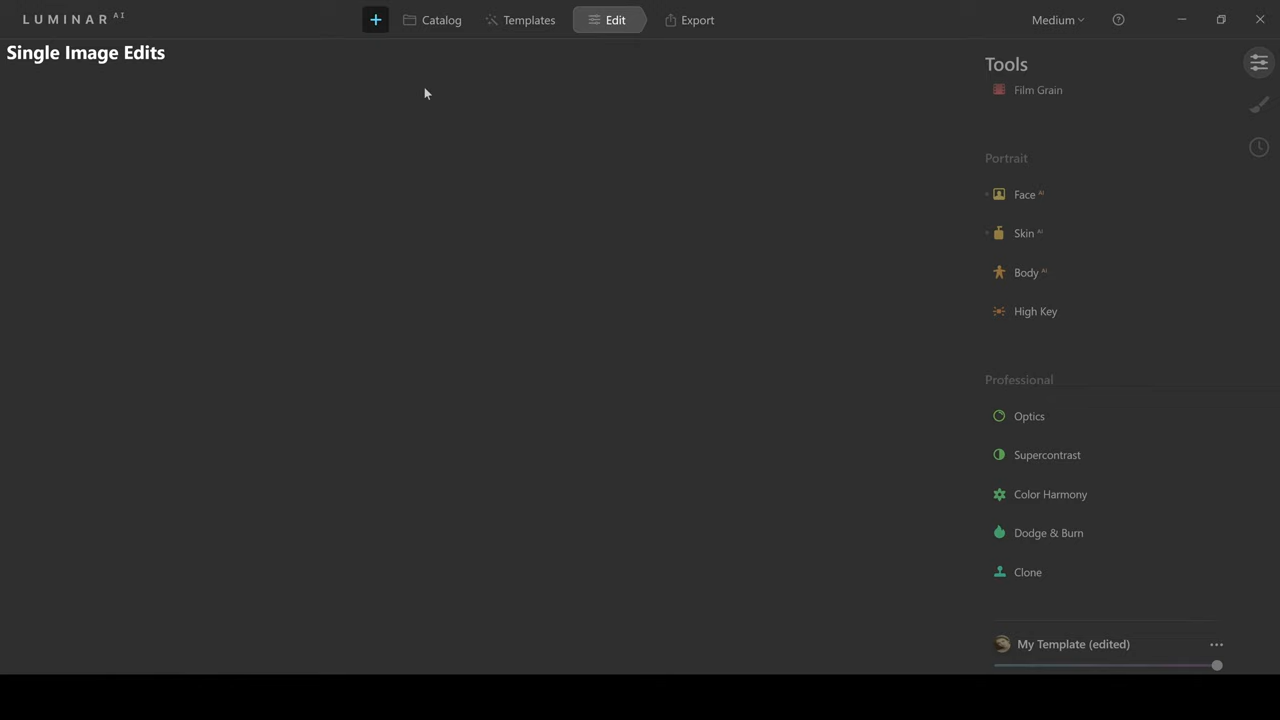 LUMINAR AI
Catalog
Templates
Edit
Export
Medium
Single Image Edits
Tools
Film Grain
Portrait
Face AI
Skin AI
Body AI
High Key
Professional
Optics
Supercontrast
Color Harmony
Dodge & Burn
Clone
My Template (edited)